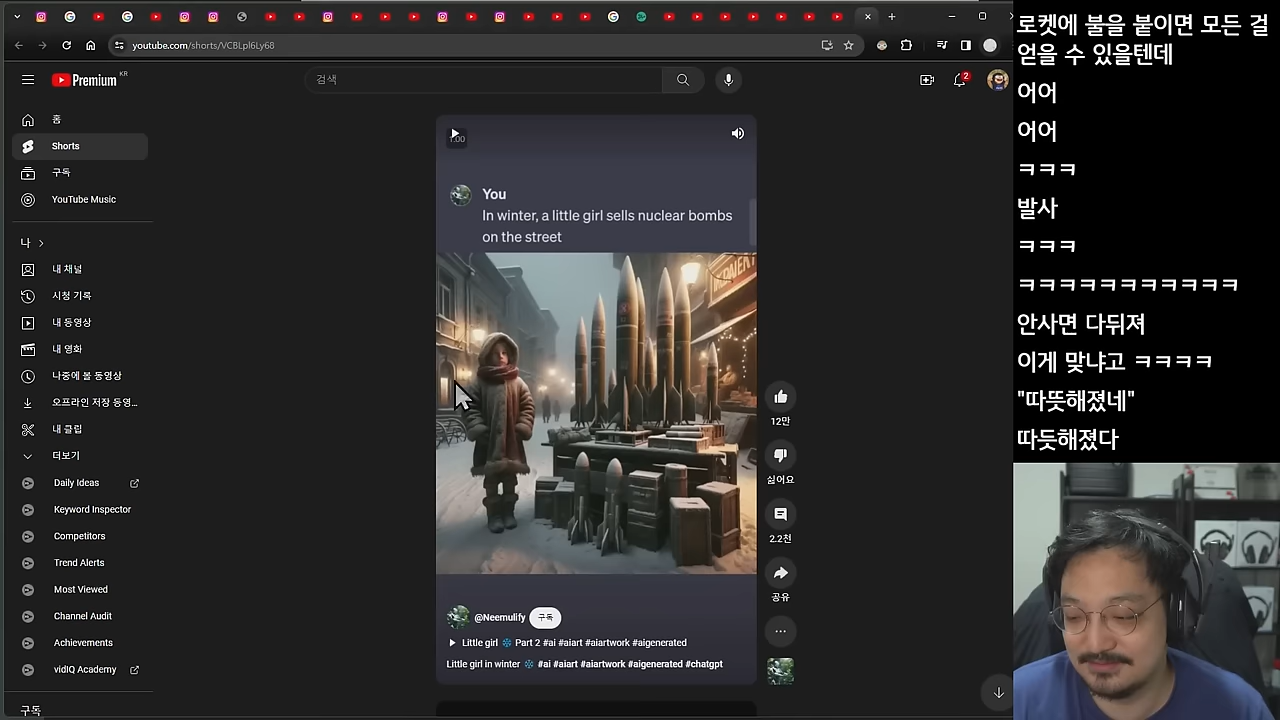 youtube.com/shorts/VCBLpl6Ly68
Premium KR
검색
2
홈
Shorts
구독
YouTube Music
나
내 채널
시청 기록
내 동영상
내 영화
나중에 볼 동영상
오프라인 저장 동영...
내 클립
더보기
Daily Ideas
Keyword Inspector
Competitors
Trend Alerts
Most Viewed
Channel Audit
Achievements
vidIQ Academy
구독
1:00
You
In winter, a little girl sells nuclear bombs
on the street
@Neemulify 구독
Little girl ❄ Part 2 #ai #aiart #aiartwork #aigenerated
Little girl in winter ❄ #ai #aiart #aiartwork #aigenerated #chatgpt
12만
싫어요
2.2천
공유
로켓에 불을 붙이면 모든 걸
얻을 수 있을텐데
어어
어어
ㅋㅋㅋ
발사
ㅋㅋㅋ
ㅋㅋㅋㅋㅋㅋㅋㅋㅋㅋㅋ
안사면 다뒤져
이게 맞냐고 ㅋㅋㅋㅋ
"따뜻해졌네"
따듯해졌다